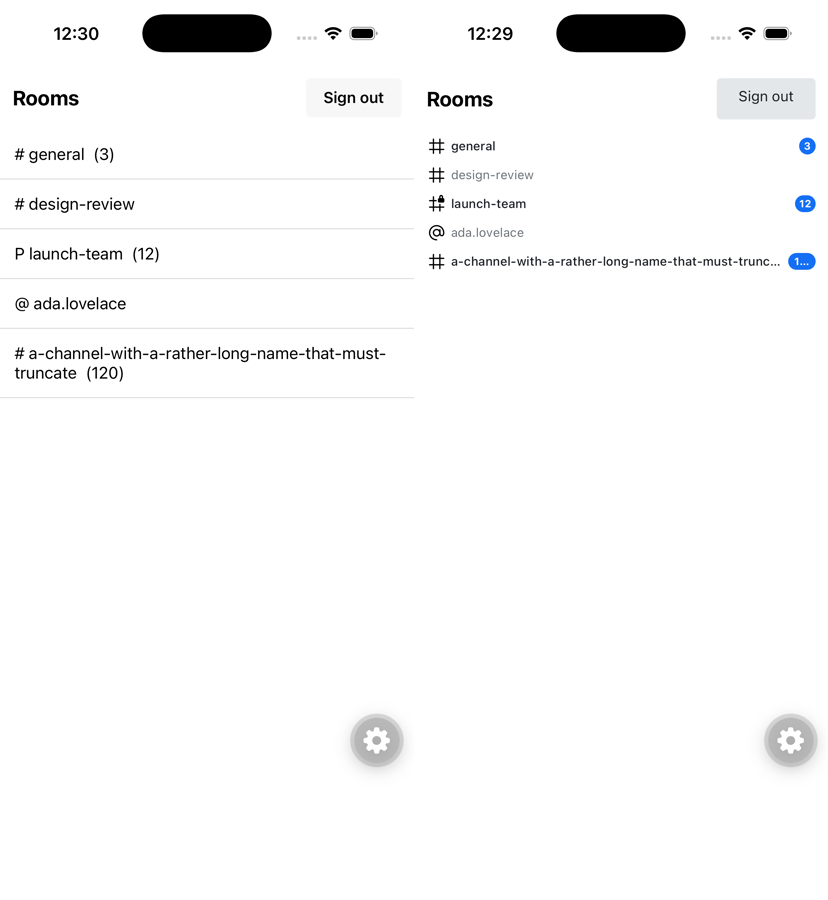 12:30
Rooms
Sign out
# general (3)
# design-review
P launch-team (12)
@ ada.lovelace
# a-channel-with-a-rather-long-name-that-must-
truncate (120)
12:29
Rooms
Sign out
# general 3
# design-review
# launch-team 12
@ ada.lovelace
# a-channel-with-a-rather-long-name-that-must-trunc... 1...